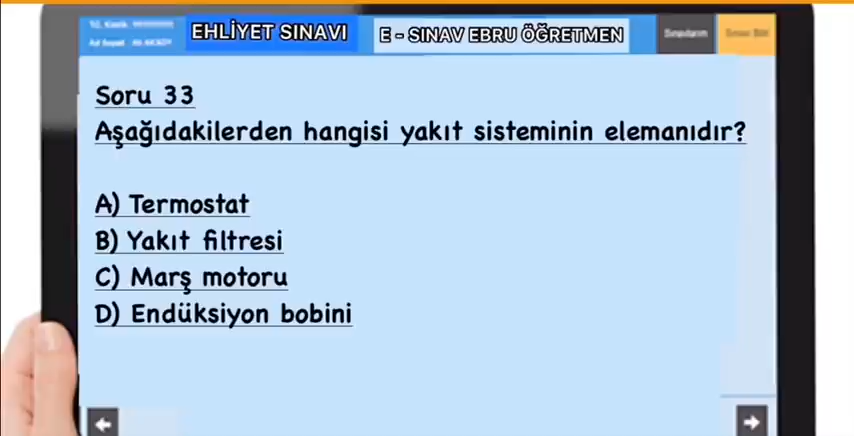 EHLİYET SINAVI
E - SINAV EBRU ÖĞRETMEN
Soru 33
Aşağıdakilerden hangisi yakıt sisteminin elemanıdır?
A) Termostat
B) Yakıt filtresi
C) Marş motoru
D) Endüksiyon bobini